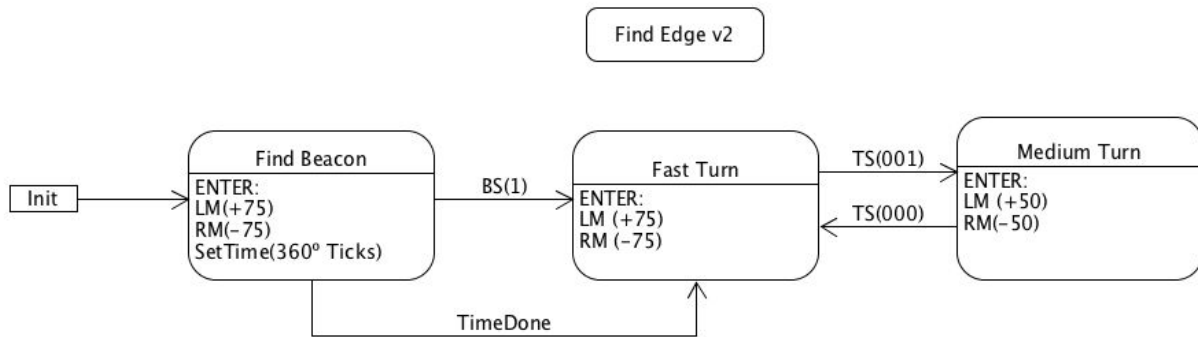 Find Edge v2
Init
Find Beacon
ENTER:
LM(+75)
RM(-75)
SetTime(360º Ticks)
BS(1)
TimeDone
Fast Turn
ENTER:
LM (+75)
RM (-75)
TS(001)
TS(000)
Medium Turn
ENTER:
LM (+50)
RM(-50)